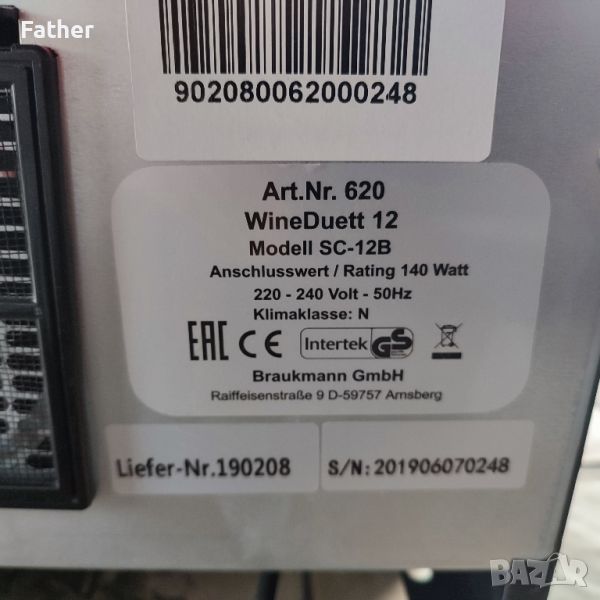 Father
902080062000248
Art.Nr. 620
WineDuett 12
Modell SC-12B
Anschlusswert / Rating 140 Watt
220 - 240 Volt - 50Hz
Klimaklasse: N
EAC CE Intertek GS
Braukmann GmbH
Raiffeisenstraße 9 D-59757 Arnsberg
Liefer-Nr.190208
S/N: 201906070248
BAZAR